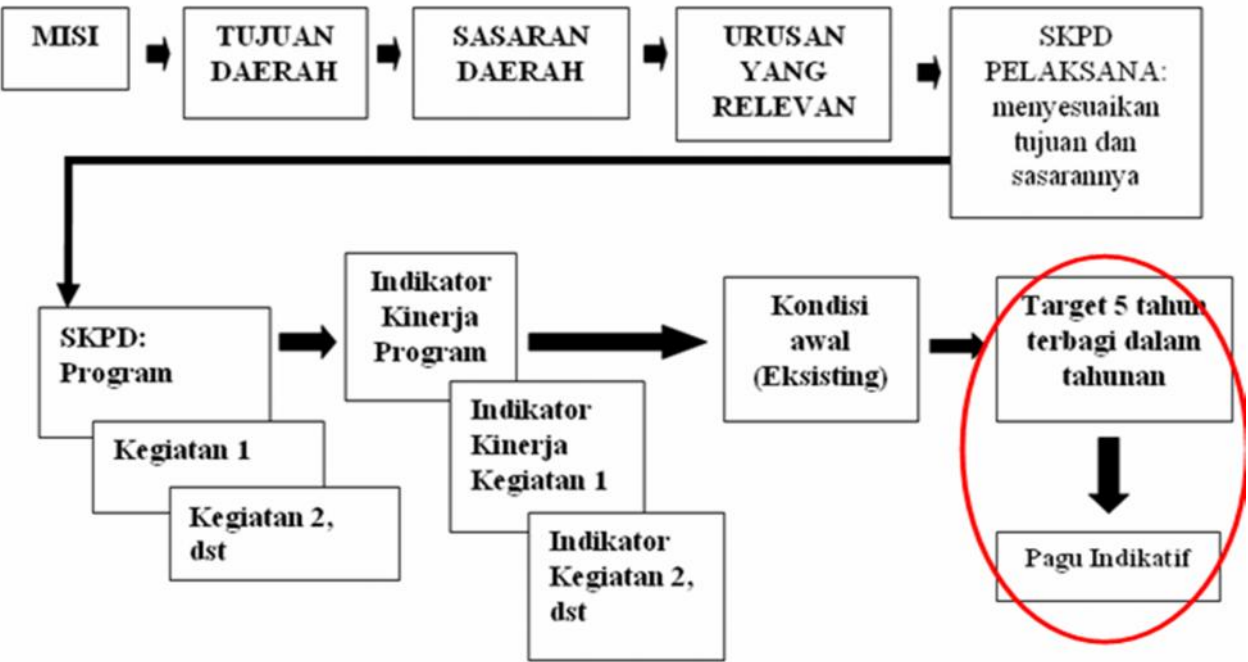 MISI
TUJUAN
DAERAH
SASARAN
DAERAH
URUSAN
YANG
RELEVAN
SKPD
PELAKSANA:
menyesuaikan
tujuan dan
sasarannya
SKPD:
Program
Kegiatan 1
Kegiatan 2,
dst
Indikator
Kinerja
Program
Indikator
Kinerja
Kegiatan 1
Indikator
Kegiatan 2,
dst
Kondisi
awal
(Eksisting)
Target 5 tahun
terbagi dalam
tahunan
Pagu Indikatif